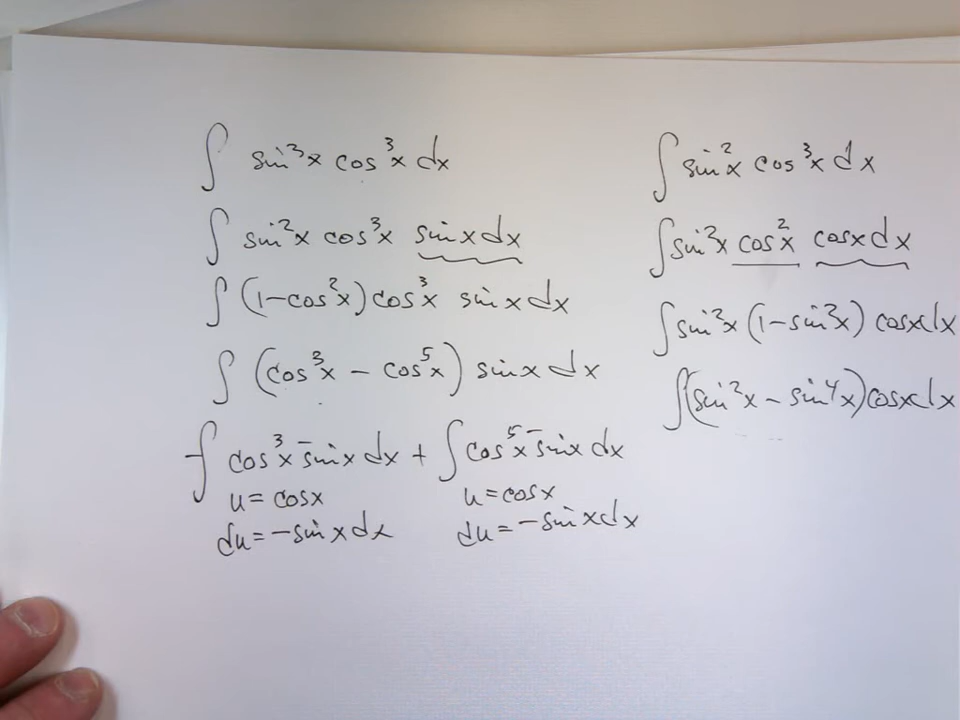 ∫ sin³x cos³x dx
∫ sin²x cos³x sinx dx
∫ (1-cos²x) cos³x sinx dx
∫ (cos³x - cos⁵x) sinx dx
-∫ cos³x -sinx dx + ∫ cos⁵x -sinx dx
u = cosx u = cosx
du = -sinx dx du = -sinx dx
∫ sin²x cos³x dx
∫ sin²x cos²x cosx dx
∫ sin²x (1-sin²x) cosx dx
∫ (sin²x - sin⁴x) cosx dx